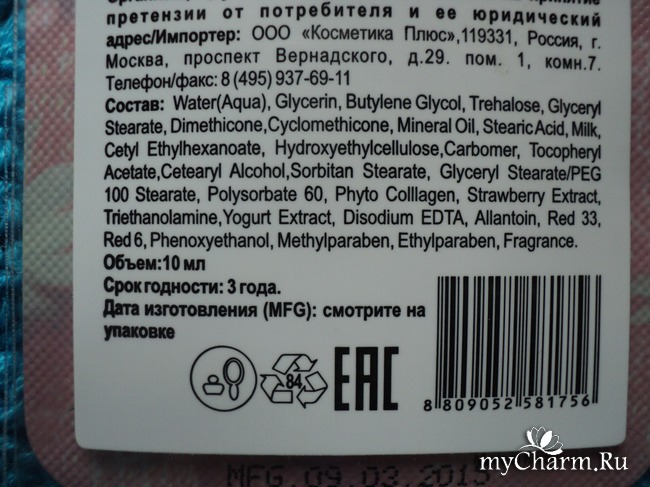 претензии от потребителя и ее юридический
адрес/Импортер: ООО «Косметика Плюс»,119331, Россия, г.
Москва, проспект Вернадского, д.29. пом. 1, комн.7.
Телефон/факс: 8 (495) 937-69-11
Состав: Water(Aqua), Glycerin, Butylene Glycol, Trehalose, Glyceryl
Stearate, Dimethicone,Cyclomethicone, Mineral Oil, Stearic Acid, Milk,
Cetyl Ethylhexanoate, Hydroxyethylcellulose,Carbomer, Tocopheryl
Acetate,Cetearyl Alcohol,Sorbitan Stearate, Glyceryl Stearate/PEG
100 Stearate, Polysorbate 60, Phyto Colllagen, Strawberry Extract,
Triethanolamine,Yogurt Extract, Disodium EDTA, Allantoin, Red 33,
Red 6, Phenoxyethanol, Methylparaben, Ethylparaben, Fragrance.
Объем:10 мл
Срок годности: 3 года.
Дата изготовления (MFG): смотрите на
упаковке
84
EAC
8 809052 581756
MFG.09.03.2015
myCharm.Ru